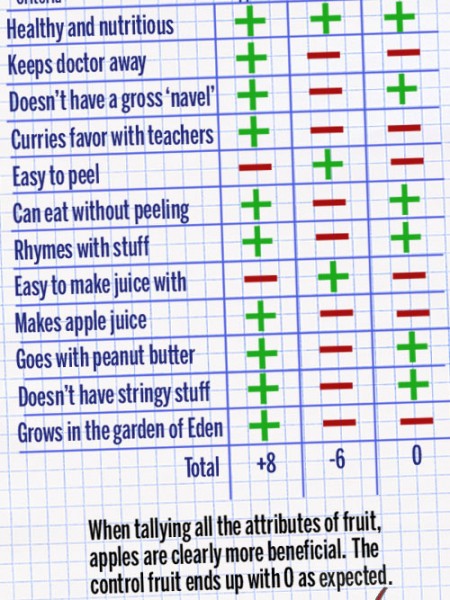 Healthy and nutritious + + +
Keeps doctor away + − −
Doesn't have a gross ‘navel’ + − +
Curries favor with teachers + − −
Easy to peel − + −
Can eat without peeling + − +
Rhymes with stuff + − +
Easy to make juice with − + −
Makes apple juice + − −
Goes with peanut butter + − +
Doesn't have stringy stuff + − +
Grows in the garden of Eden + − −
Total +8 -6 0
When tallying all the attributes of fruit,
apples are clearly more beneficial. The
control fruit ends up with 0 as expected.